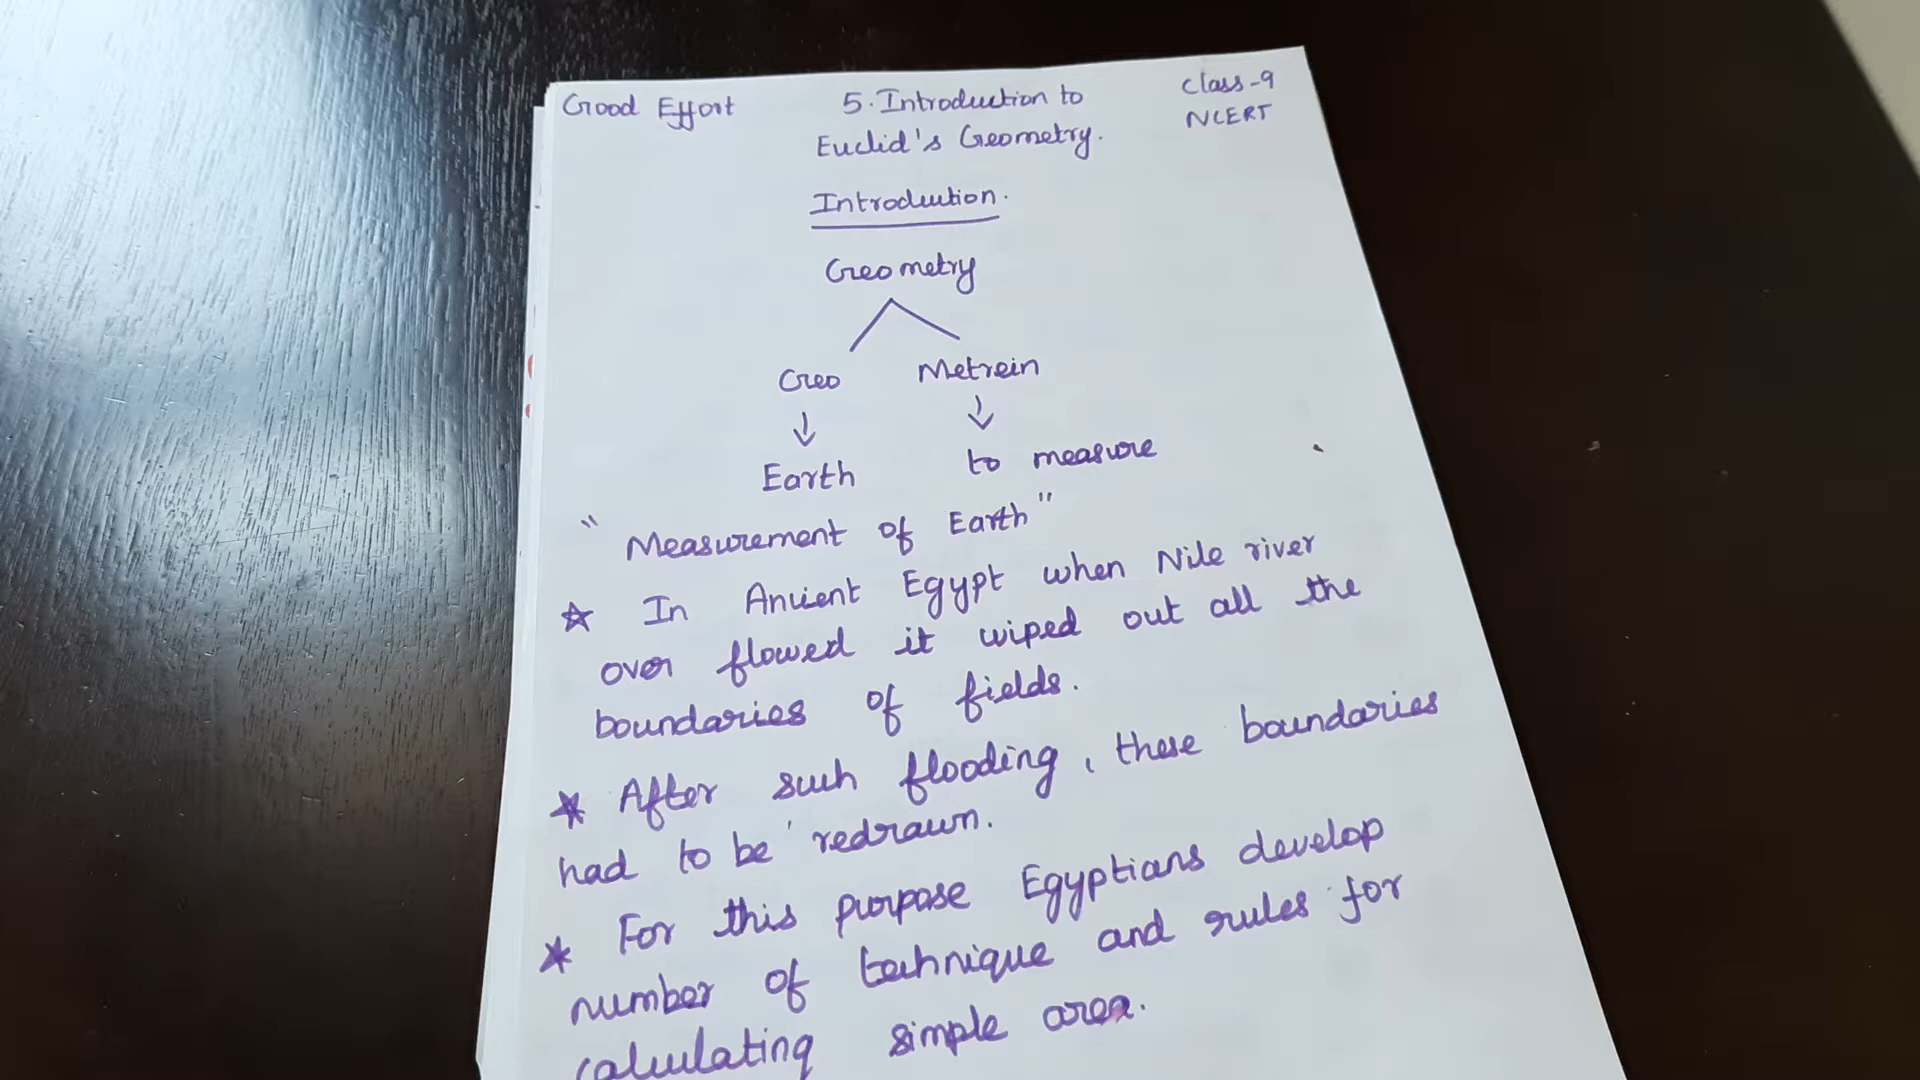 Good Effort
5. Introduction to
Euclid's Geometry.
Class-9
NCERT
Introduction.
Geometry
Geo Metrein
Earth to measure
"Measurement of Earth"
☆ In Ancient Egypt when Nile river
over flowed it wiped out all the
boundaries of fields.
☆ After such flooding, these boundaries
had to be redrawn.
☆ For this purpose Egyptians develop
number of technique and rules for
calculating simple area.